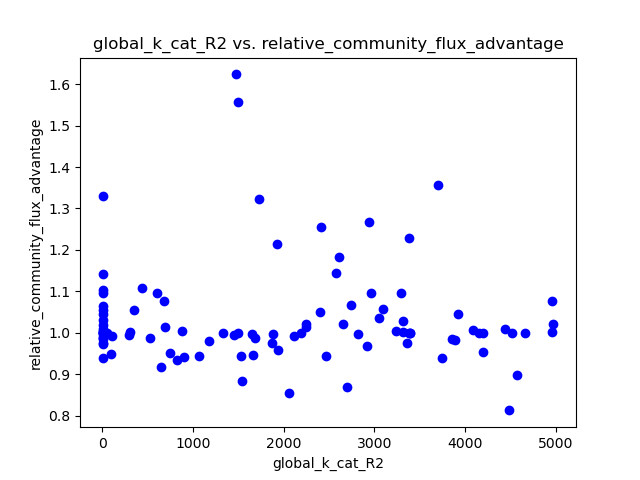 global_k_cat_R2 vs. relative_community_flux_advantage
1.6
1.5
1.4
1.3
1.2
1.1
1.0
0.9
0.8
relative_community_flux_advantage
0 1000 2000 3000 4000 5000
global_k_cat_R2